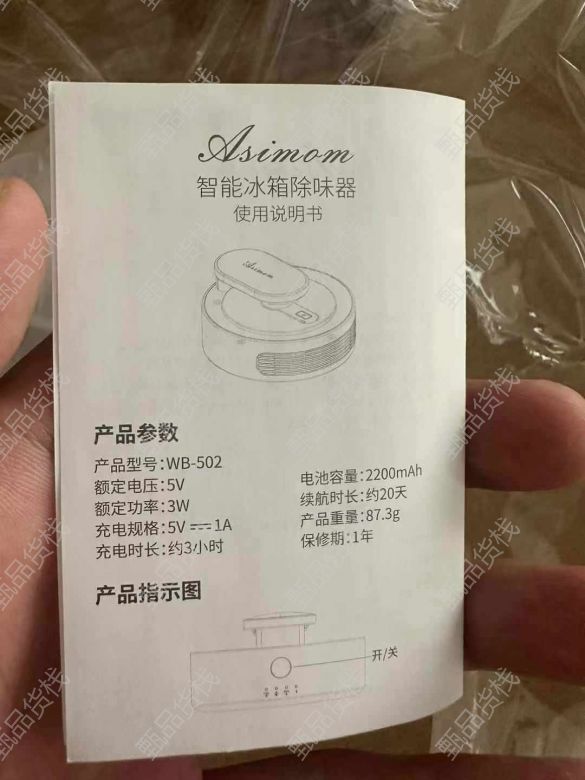 Asimom
智能冰箱除味器
使用说明书
Asimom
产品参数
产品型号:WB-502
额定电压:5V
额定功率:3W
充电规格:5V⎓1A
充电时长:约3小时
电池容量:2200mAh
续航时长:约20天
产品重量:87.3g
保修期:1年
产品指示图
开/关
甄品货栈